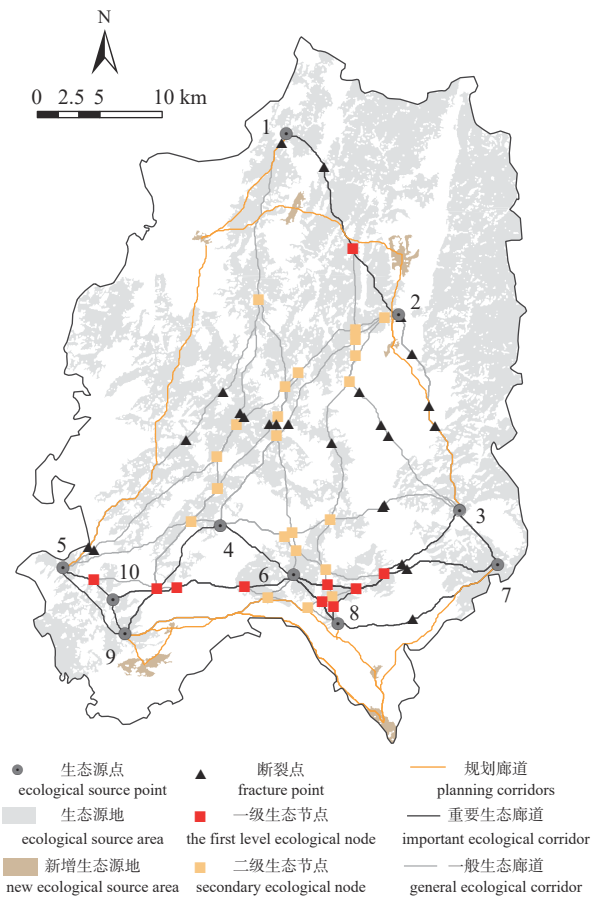 N
0 2.5 5 10 km
1
2
3
4
5
10
6
7
8
9
生态源点 断裂点 规划廊道
ecological source point fracture point planning corridors
生态源地 一级生态节点 重要生态廊道
ecological source area the first level ecological node important ecological corridor
新增生态源地 二级生态节点 一般生态廊道
new ecological source area secondary ecological node general ecological corridor